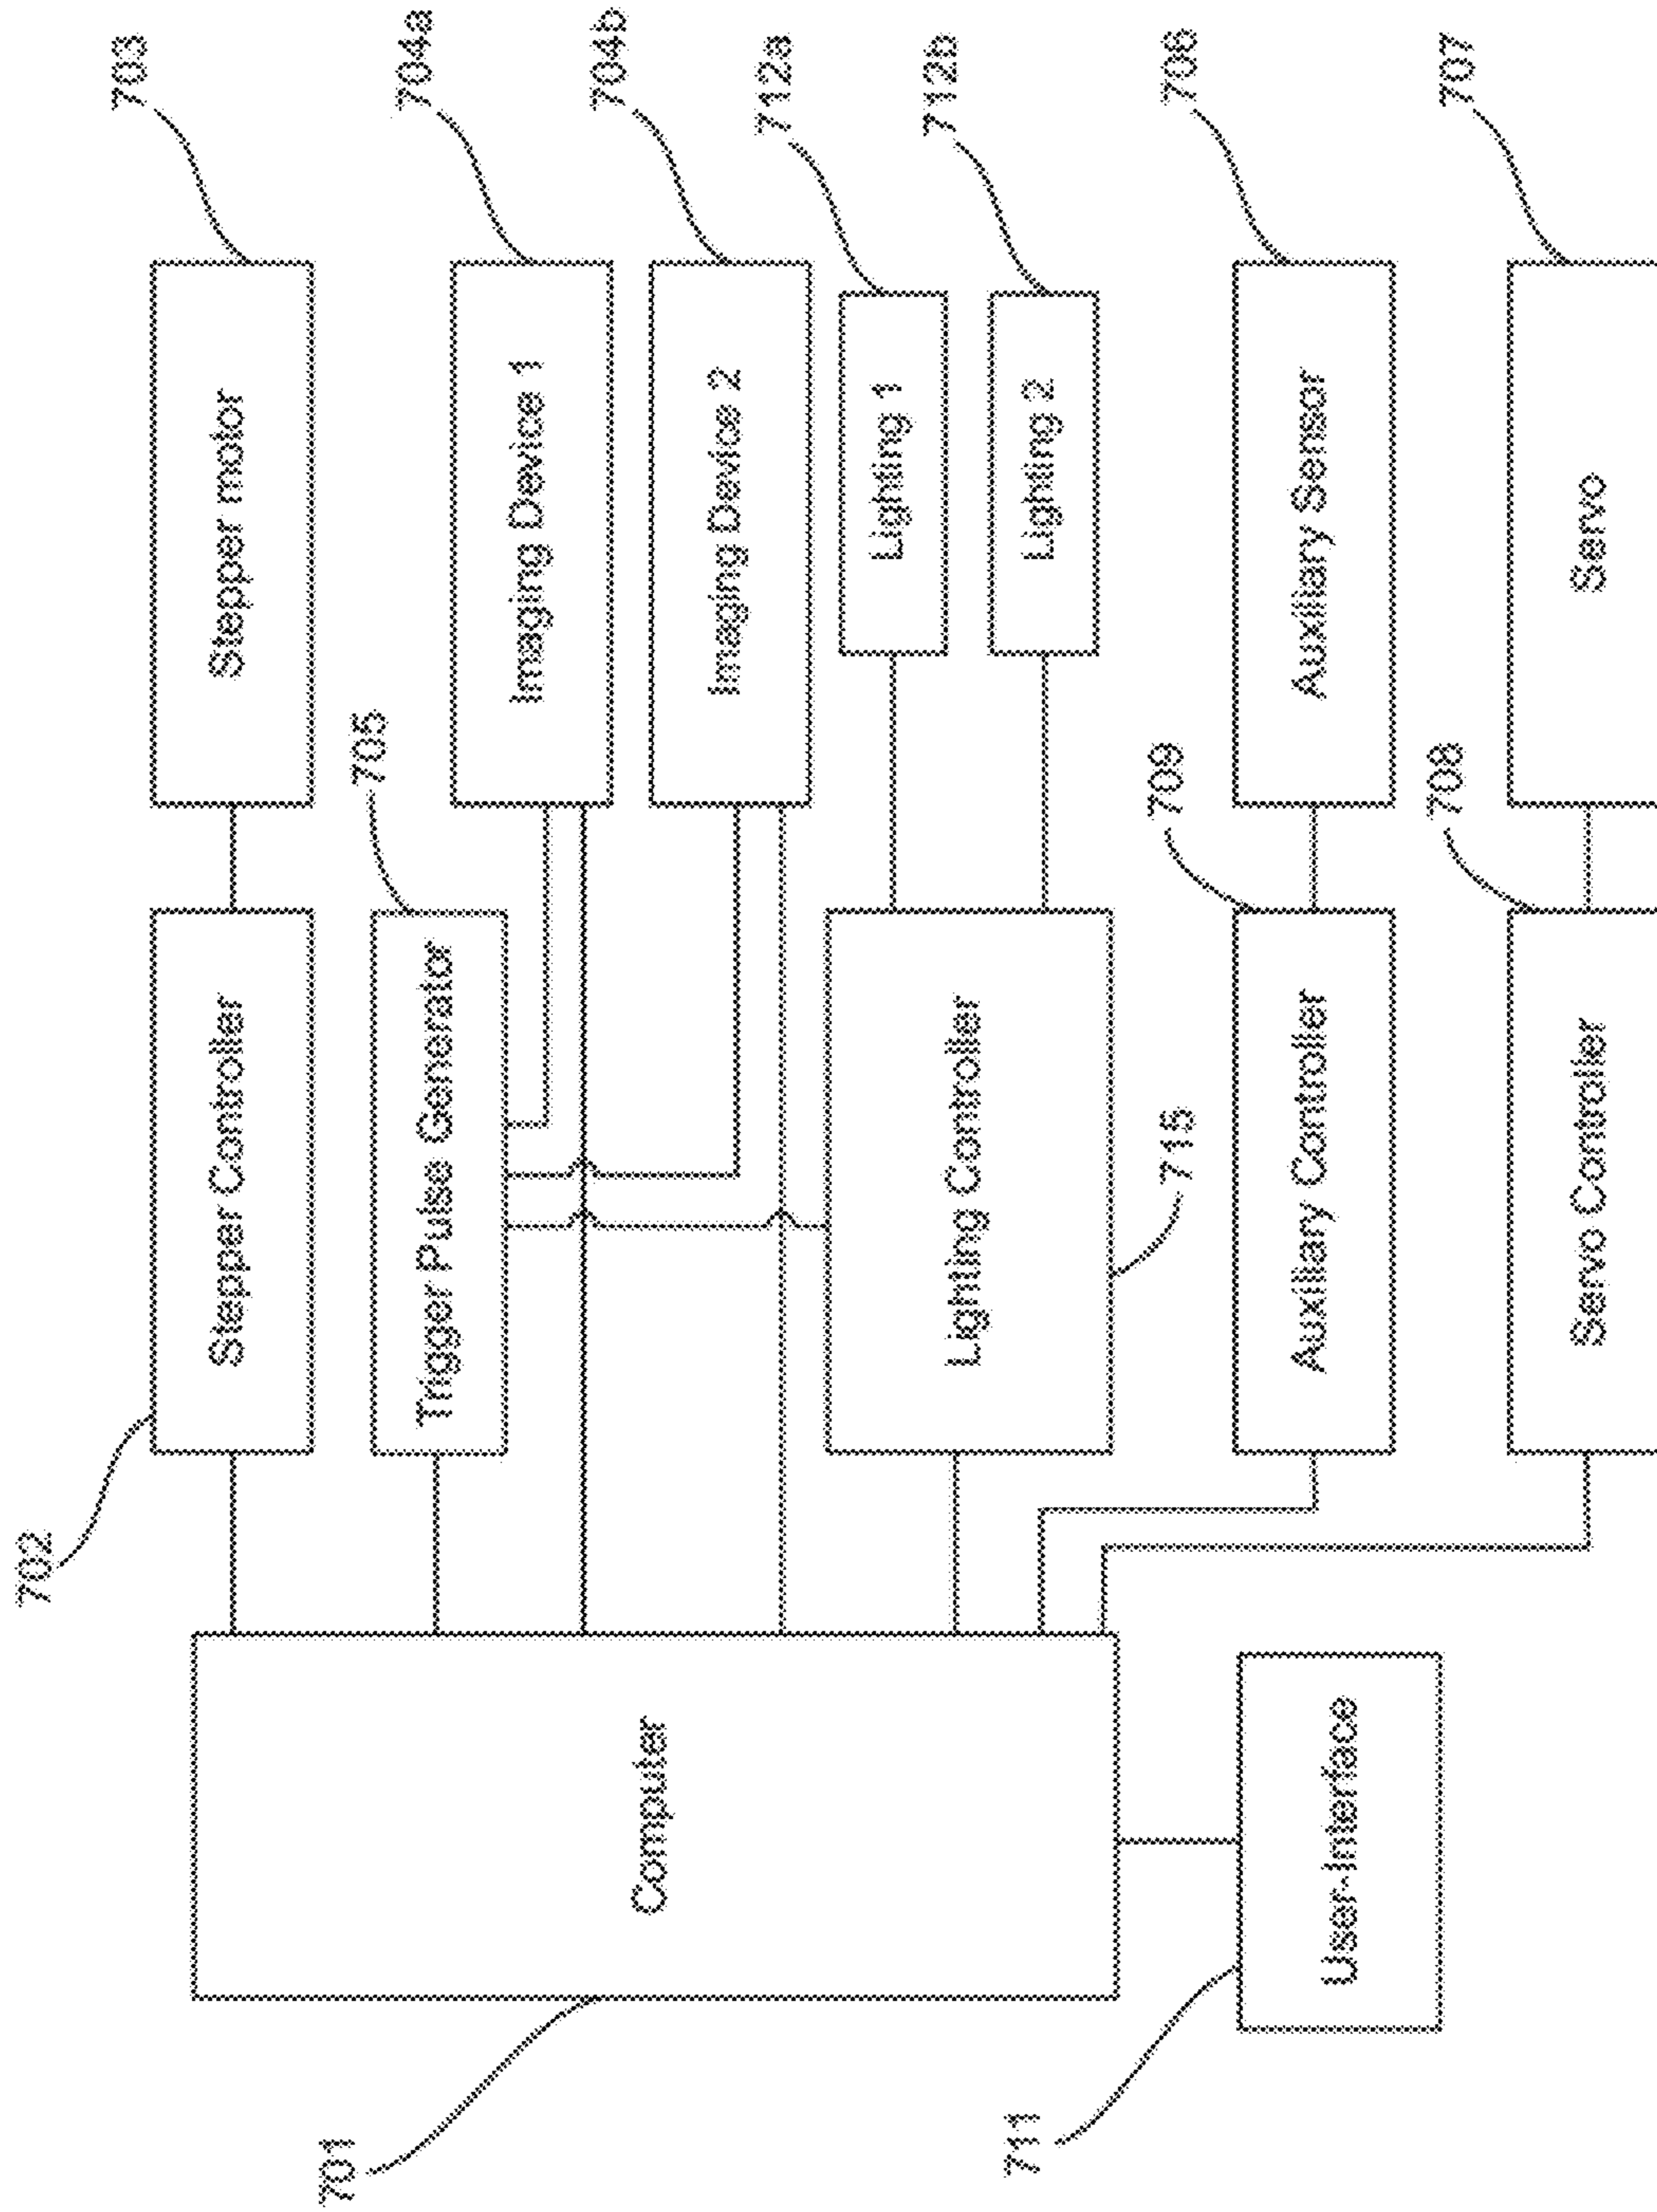 703
704a
704b
712a
712b
706
707
Stepper motor
Imaging Device 1
Imaging Device 2
Lighting 1
Lighting 2
Auxiliary Sensor
Servo
705
709
708
Stepper Controller
Trigger Pulse Generator
Lighting Controller
Auxiliary Controller
Servo Controller
715
702
Computer
User-Interface
701
711